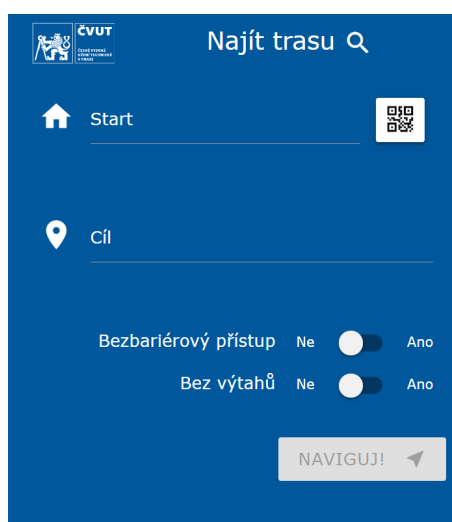 ČVUT
ČESKÉ VYSOKÉ
UČENÍ TECHNICKÉ
V PRAZE
Najít trasu
Start
Cíl
Bezbariérový přístup Ne Ano
Bez výtahů Ne Ano
NAVIGUJ!